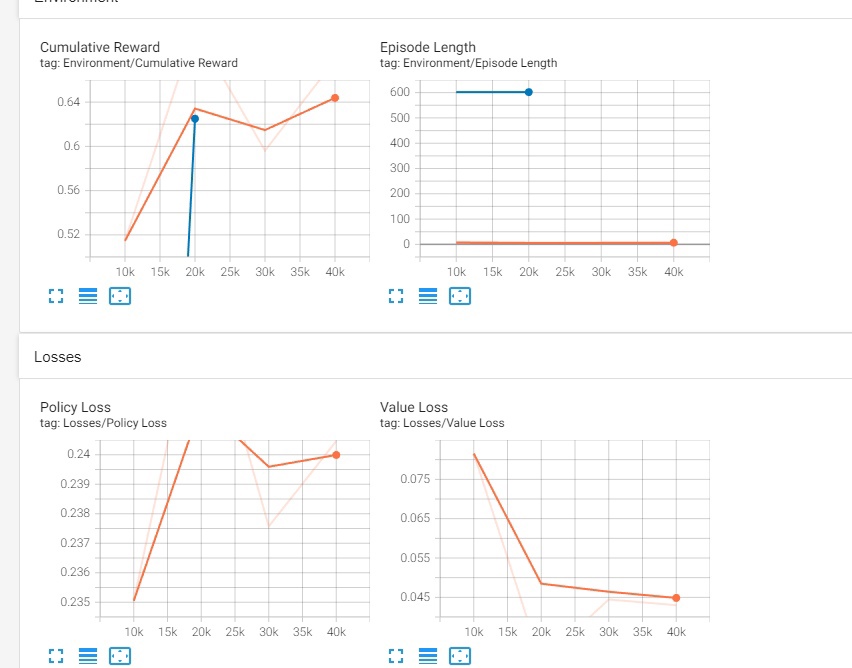 Environment
Cumulative Reward
tag: Environment/Cumulative Reward
0.64
0.6
0.56
0.52
10k 15k 20k 25k 30k 35k 40k
Episode Length
tag: Environment/Episode Length
600
500
400
300
200
100
0
10k 15k 20k 25k 30k 35k 40k
Losses
Policy Loss
tag: Losses/Policy Loss
0.24
0.239
0.238
0.237
0.236
0.235
10k 15k 20k 25k 30k 35k 40k
Value Loss
tag: Losses/Value Loss
0.075
0.065
0.055
0.045
10k 15k 20k 25k 30k 35k 40k